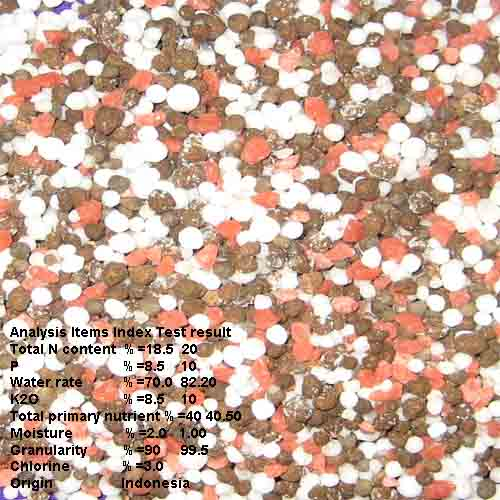 Analysis Items Index Test result
Total N content % =18.5 20
P % =8.5 10
Water rate % =70.0 82.20
K2O % =8.5 10
Total primary nutrient % =40 40.50
Moisture % =2.0 1.00
Granularity % =90 99.5
Chlorine % =3.0
Origin Indonesia